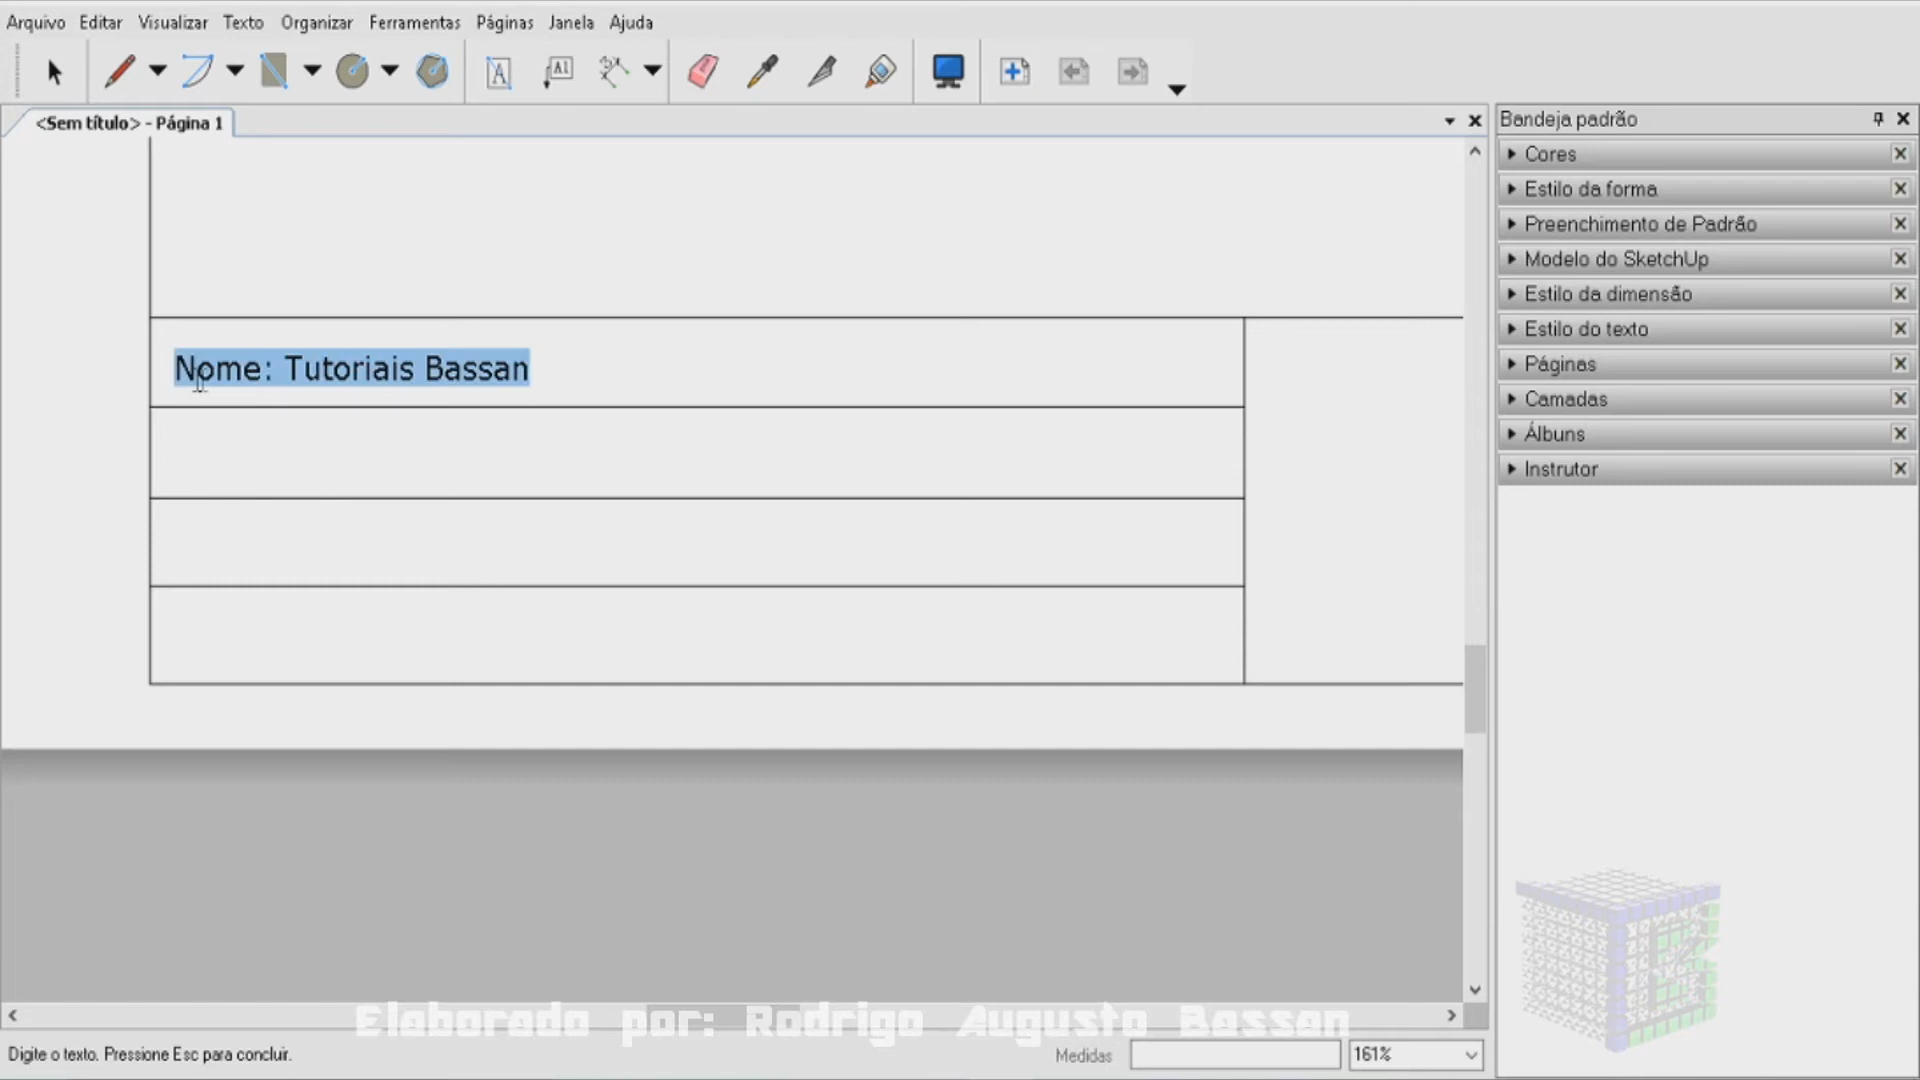 Arquivo Editar Visualizar Texto Organizar Ferramentas Páginas Janela Ajuda
<Sem título> - Página 1
Bandeja padrão
Cores
Estilo da forma
Preenchimento de Padrão
Modelo do SketchUp
Estilo da dimensão
Estilo do texto
Páginas
Camadas
Álbuns
Instrutor
Nome: Tutoriais Bassan
Elaborado por: Rodrigo Augusto Bassan
Digite o texto. Pressione Esc para concluir.
Medidas
161%